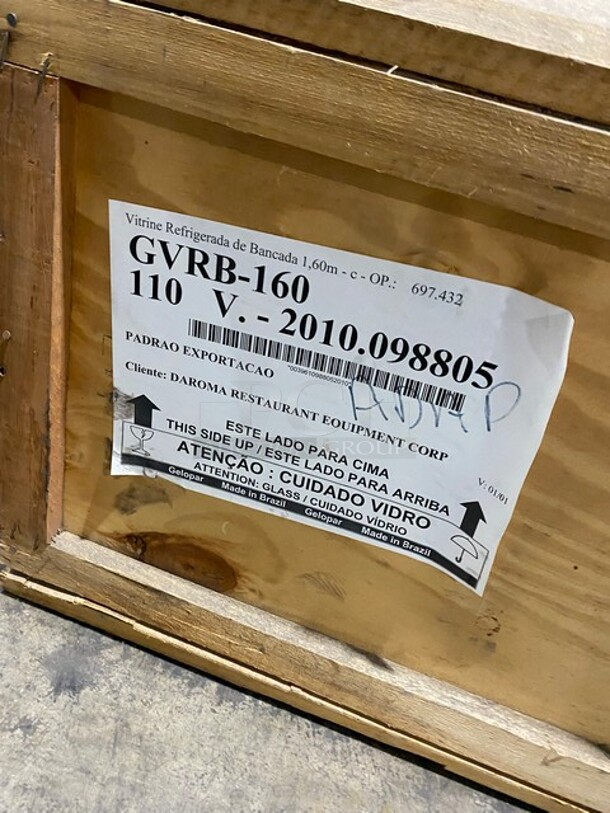 Vitrine Refrigerada de Bancada 1,60m - c - OP.: 697.432
GVRB-160
110 V. - 2010.098805
PADRAO EXPORTACAO
Cliente: DAROMA RESTAURANT EQUIPMENT CORP
V: 01/01
ESTE LADO PARA CIMA
THIS SIDE UP / ESTE LADO PARA ARRIBA
ATENÇÃO : CUIDADO VIDRO
ATTENTION: GLASS / CUIDADO VÍDRIO
Gelopar Made in Brazil Gelopar Made in Brazil